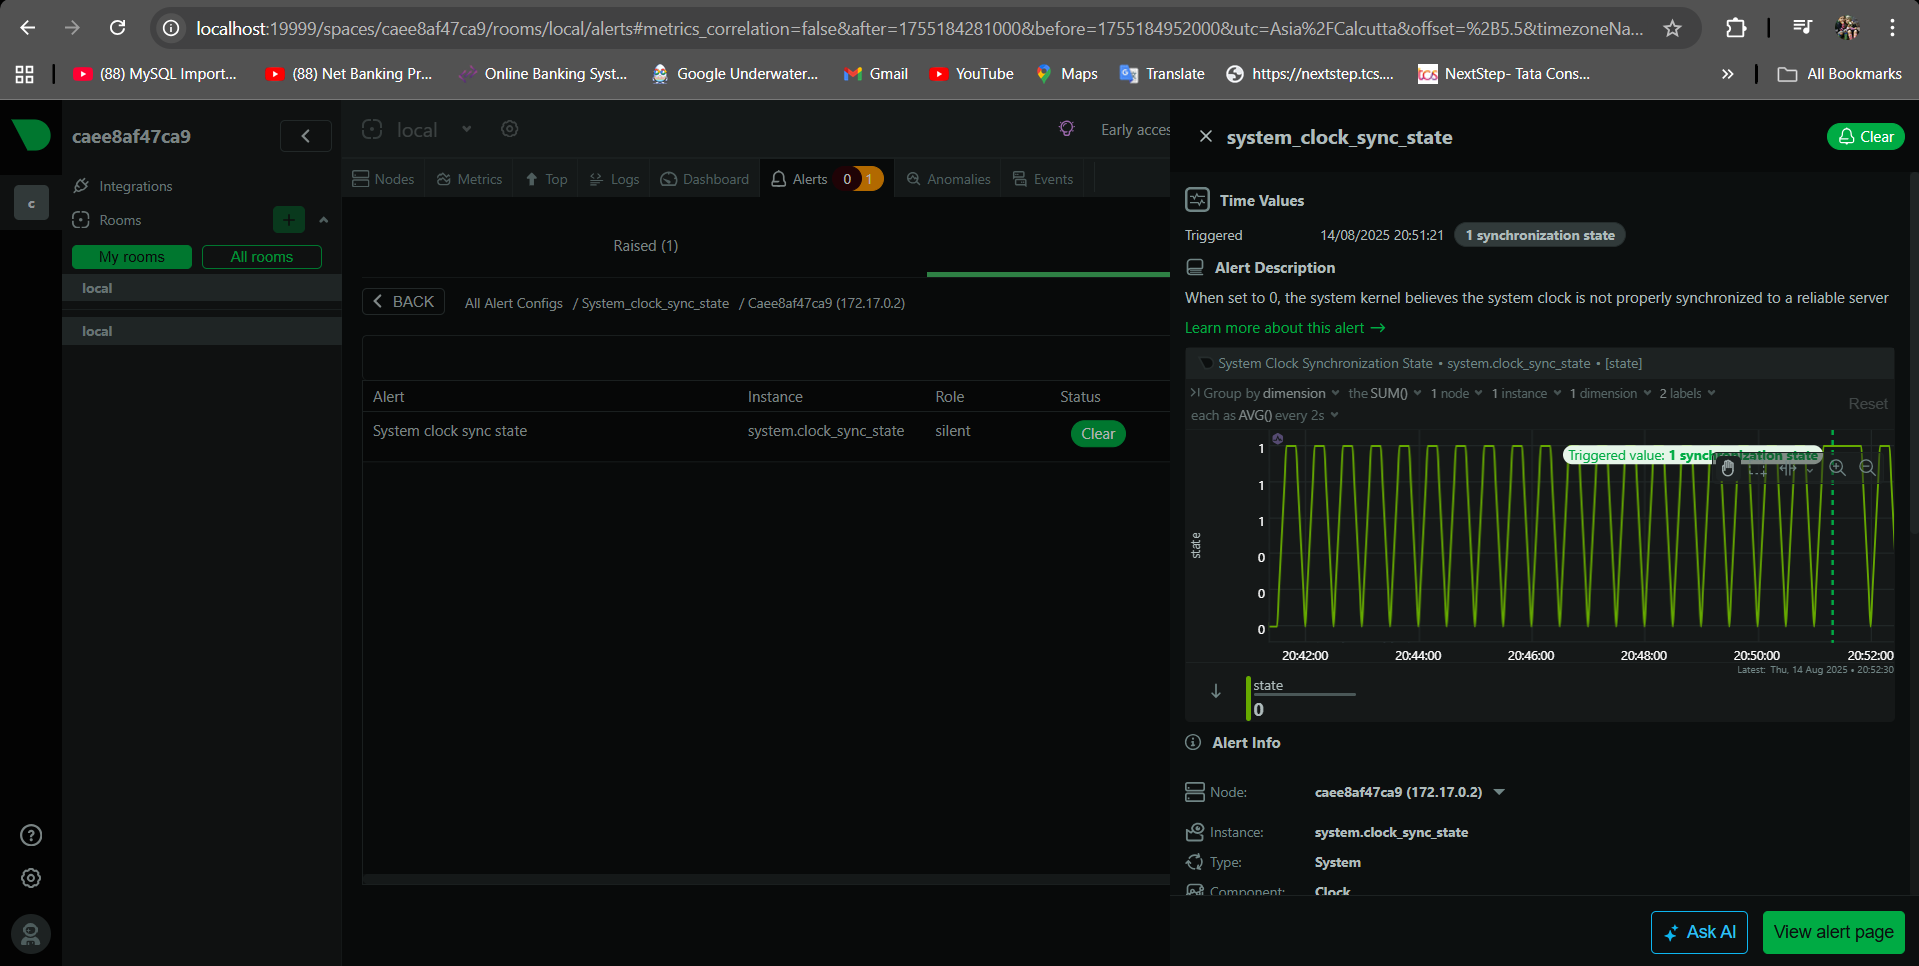 localhost:19999/spaces/caee8af47ca9/rooms/local/alerts#metrics_correlation=false&after=1755184281000&before=1755184952000&utc=Asia%2FCalcutta&offset=%2B5.5&timezoneNa...
(88) MySQL Import...
(88) Net Banking Pr...
Online Banking Syst...
Google Underwater...
Gmail
YouTube
Maps
Translate
https://nextstep.tcs....
tcs
NextStep- Tata Cons...
All Bookmarks
caee8af47ca9
c
Integrations
Rooms
My rooms
All rooms
local
local
local
Early acces
Nodes
Metrics
Top
Logs
Dashboard
Alerts 0 1
Anomalies
Events
Raised (1)
BACK
All Alert Configs / System_clock_sync_state / Caee8af47ca9 (172.17.0.2)
Alert Instance Role Status
System clock sync state system.clock_sync_state silent Clear
system_clock_sync_state
Clear
Time Values
Triggered 14/08/2025 20:51:21 1 synchronization state
Alert Description
When set to 0, the system kernel believes the system clock is not properly synchronized to a reliable server
Learn more about this alert →
System Clock Synchronization State • system.clock_sync_state • [state]
Group by dimension the SUM() 1 node 1 instance 1 dimension 2 labels
each as AVG() every 2s
Reset
Triggered value: 1 synchronization state
1
1
1
0
0
0
state
20:42:00 20:44:00 20:46:00 20:48:00 20:50:00 20:52:00
Latest: Thu, 14 Aug 2025 • 20:52:30
state
0
Alert Info
Node: caee8af47ca9 (172.17.0.2)
Instance: system.clock_sync_state
Type: System
Component: Clock
Ask AI
View alert page